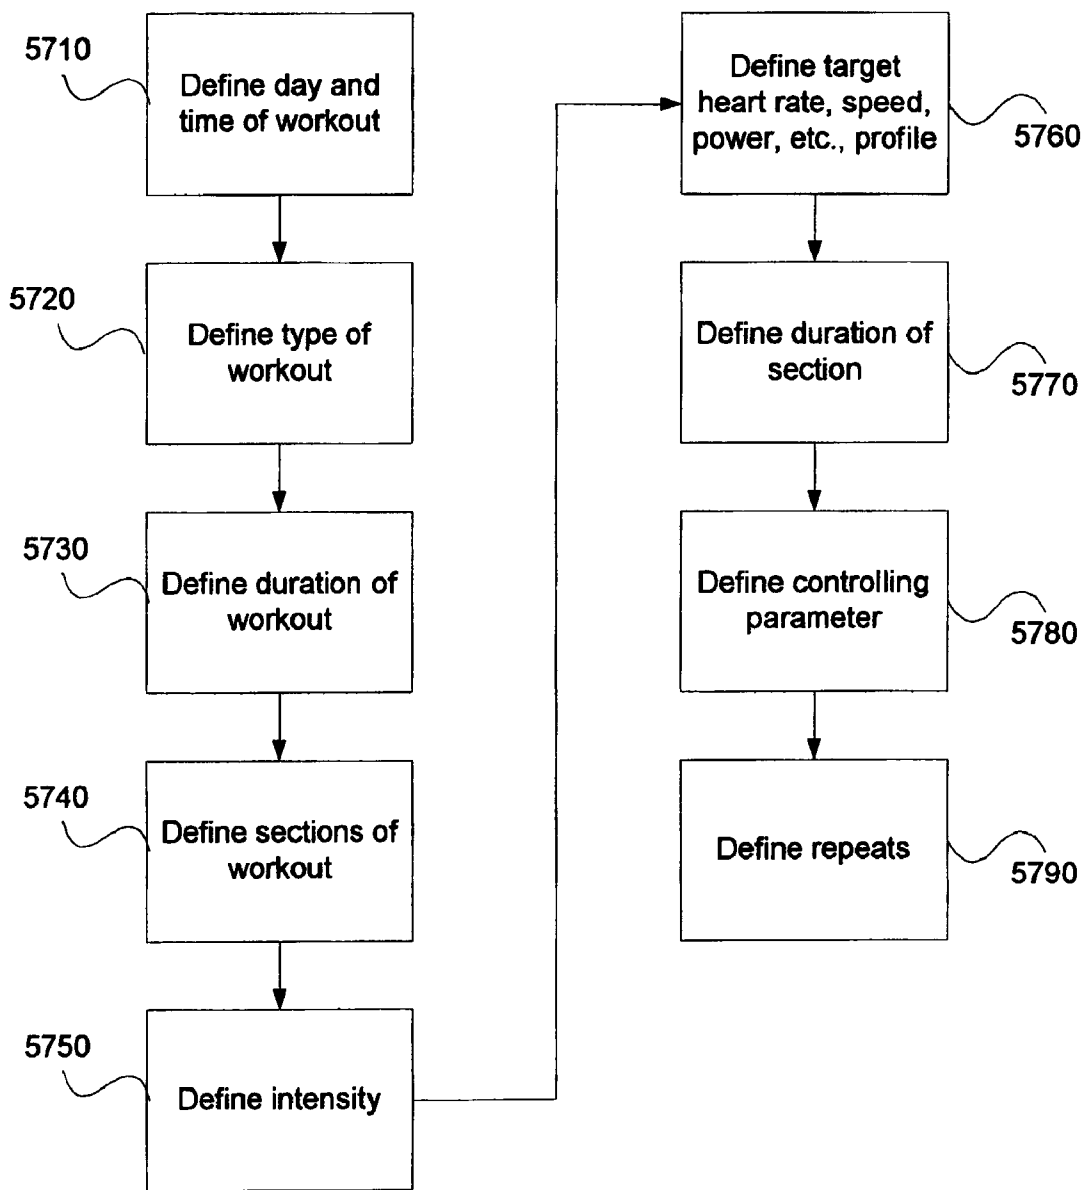 5710
Define day and
time of workout
5720
Define type of
workout
5730
Define duration of
workout
5740
Define sections of
workout
5750
Define intensity
Define target
heart rate, speed,
power, etc., profile
5760
Define duration of
section
5770
Define controlling
parameter
5780
Define repeats
5790